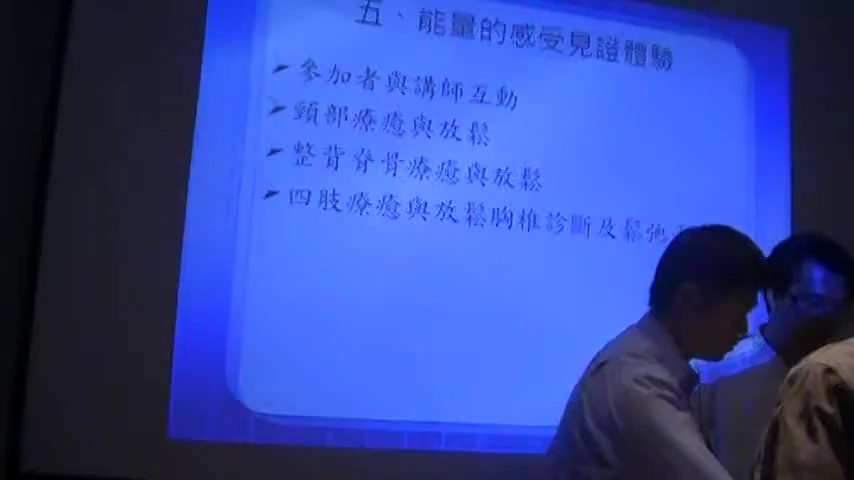 五、能量的感受見證體驗
參加者與講師互動
頸部療癒與放鬆
整背脊骨療癒與放鬆
四肢療癒與放鬆胸椎診斷及鬆弛